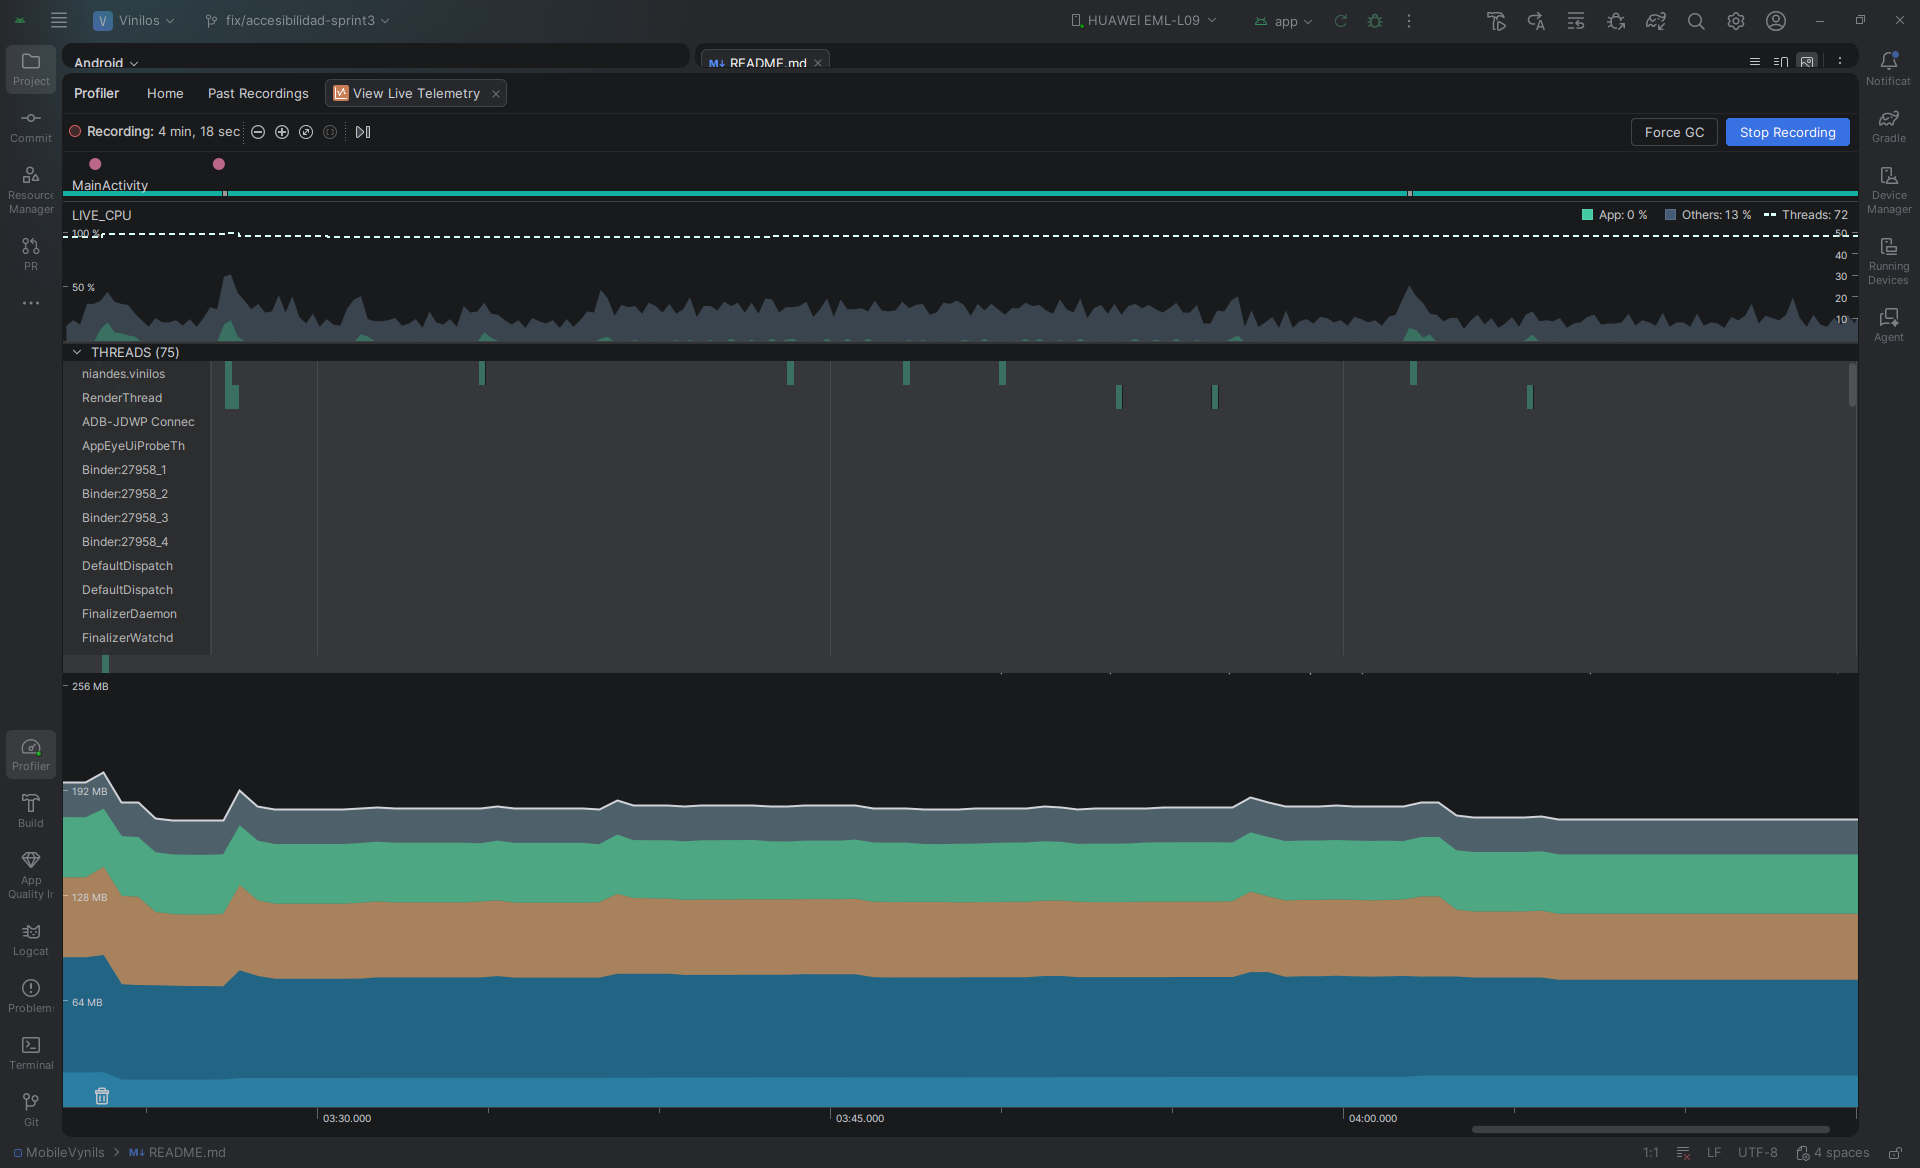 V Vinilos fix/accesibilidad-sprint3 HUAWEI EML-L09 app
Project
Commit
Resource
Manager
PR
Android
M↓ README.md
Profiler Home Past Recordings View Live Telemetry
Recording: 4 min, 18 sec Force GC Stop Recording
MainActivity
LIVE_CPU App: 0 % Others: 13 % Threads: 72
100 % 50
40
50 % 30
20
10
THREADS (75)
niandes.vinilos
RenderThread
ADB-JDWP Connec
AppEyeUiProbeTh
Binder:27958_1
Binder:27958_2
Binder:27958_3
Binder:27958_4
DefaultDispatch
DefaultDispatch
FinalizerDaemon
FinalizerWatchd
256 MB
192 MB
128 MB
64 MB
03:30.000 03:45.000 04:00.000
Notificat
Gradle
Device
Manager
Running
Devices
Agent
Profiler
Build
App
Quality Ir
Logcat
Problem
Terminal
Git
MobileVynils > M↓ README.md 1:1 LF UTF-8 4 spaces